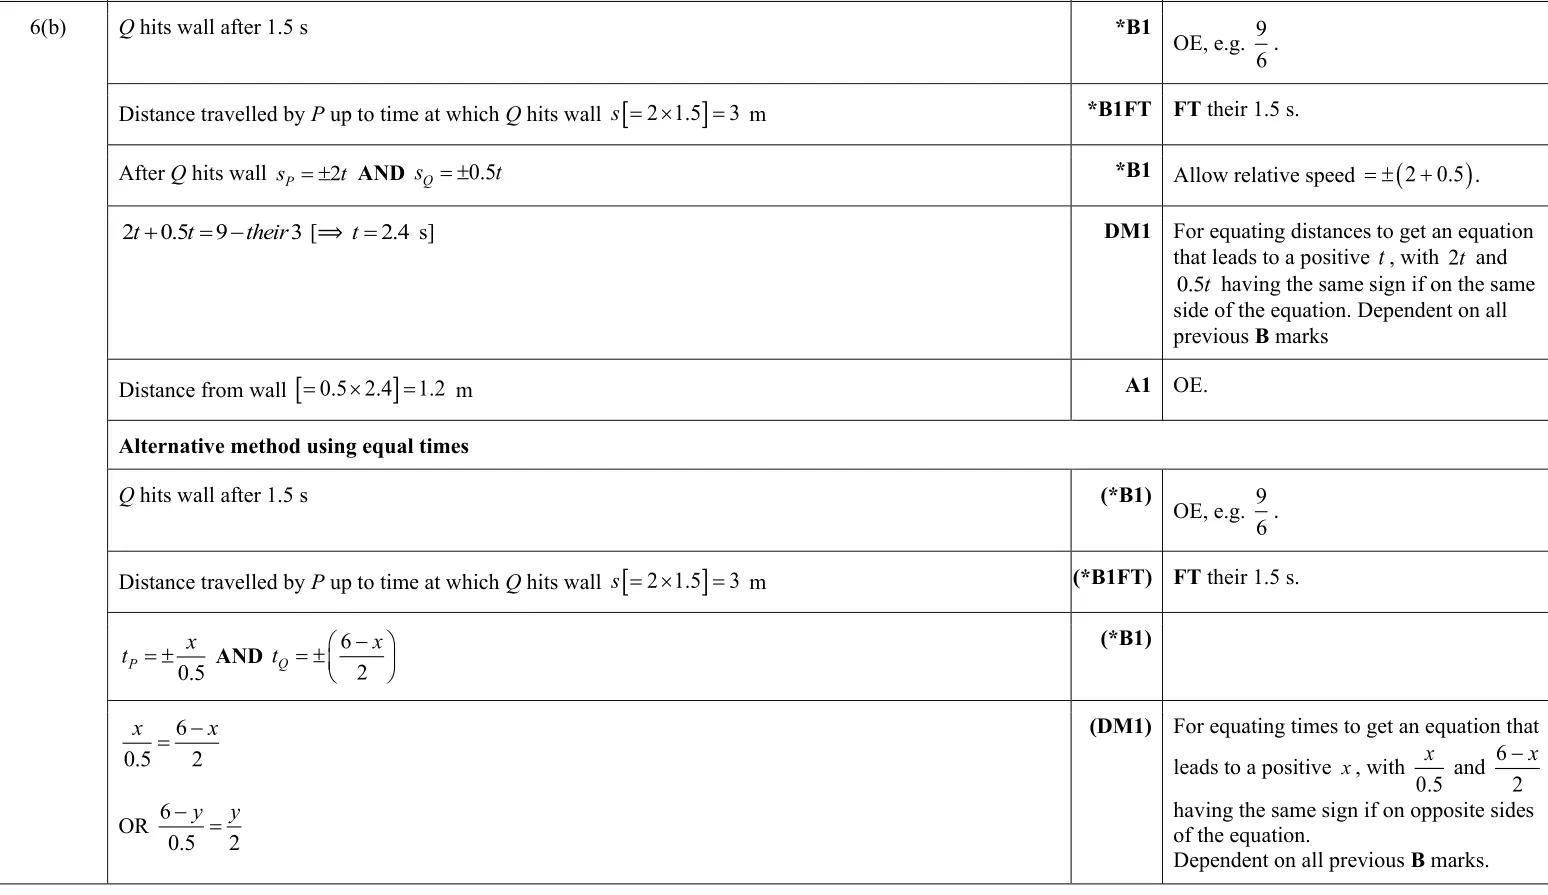 6(b)
Q hits wall after 1.5 s
*B1
OE, e.g. 9/6 .
Distance travelled by P up to time at which Q hits wall s[= 2×1.5] = 3 m
*B1FT
FT their 1.5 s.
After Q hits wall s_P = ±2t AND s_Q = ±0.5t
*B1
Allow relative speed = ±(2 + 0.5).
2t + 0.5t = 9 − their 3 [⟹ t = 2.4 s]
DM1
For equating distances to get an equation
that leads to a positive t , with 2t and
0.5t having the same sign if on the same
side of the equation. Dependent on all
previous B marks
Distance from wall [= 0.5×2.4] = 1.2 m
A1
OE.
Alternative method using equal times
Q hits wall after 1.5 s
(*B1)
OE, e.g. 9/6 .
Distance travelled by P up to time at which Q hits wall s[= 2×1.5] = 3 m
(*B1FT)
FT their 1.5 s.
t_P = ± x/0.5 AND t_Q = ±((6 − x)/2)
(*B1)
x/0.5 = (6 − x)/2
OR (6 − y)/0.5 = y/2
(DM1)
For equating times to get an equation that
leads to a positive x , with x/0.5 and (6 − x)/2
having the same sign if on opposite sides
of the equation.
Dependent on all previous B marks.